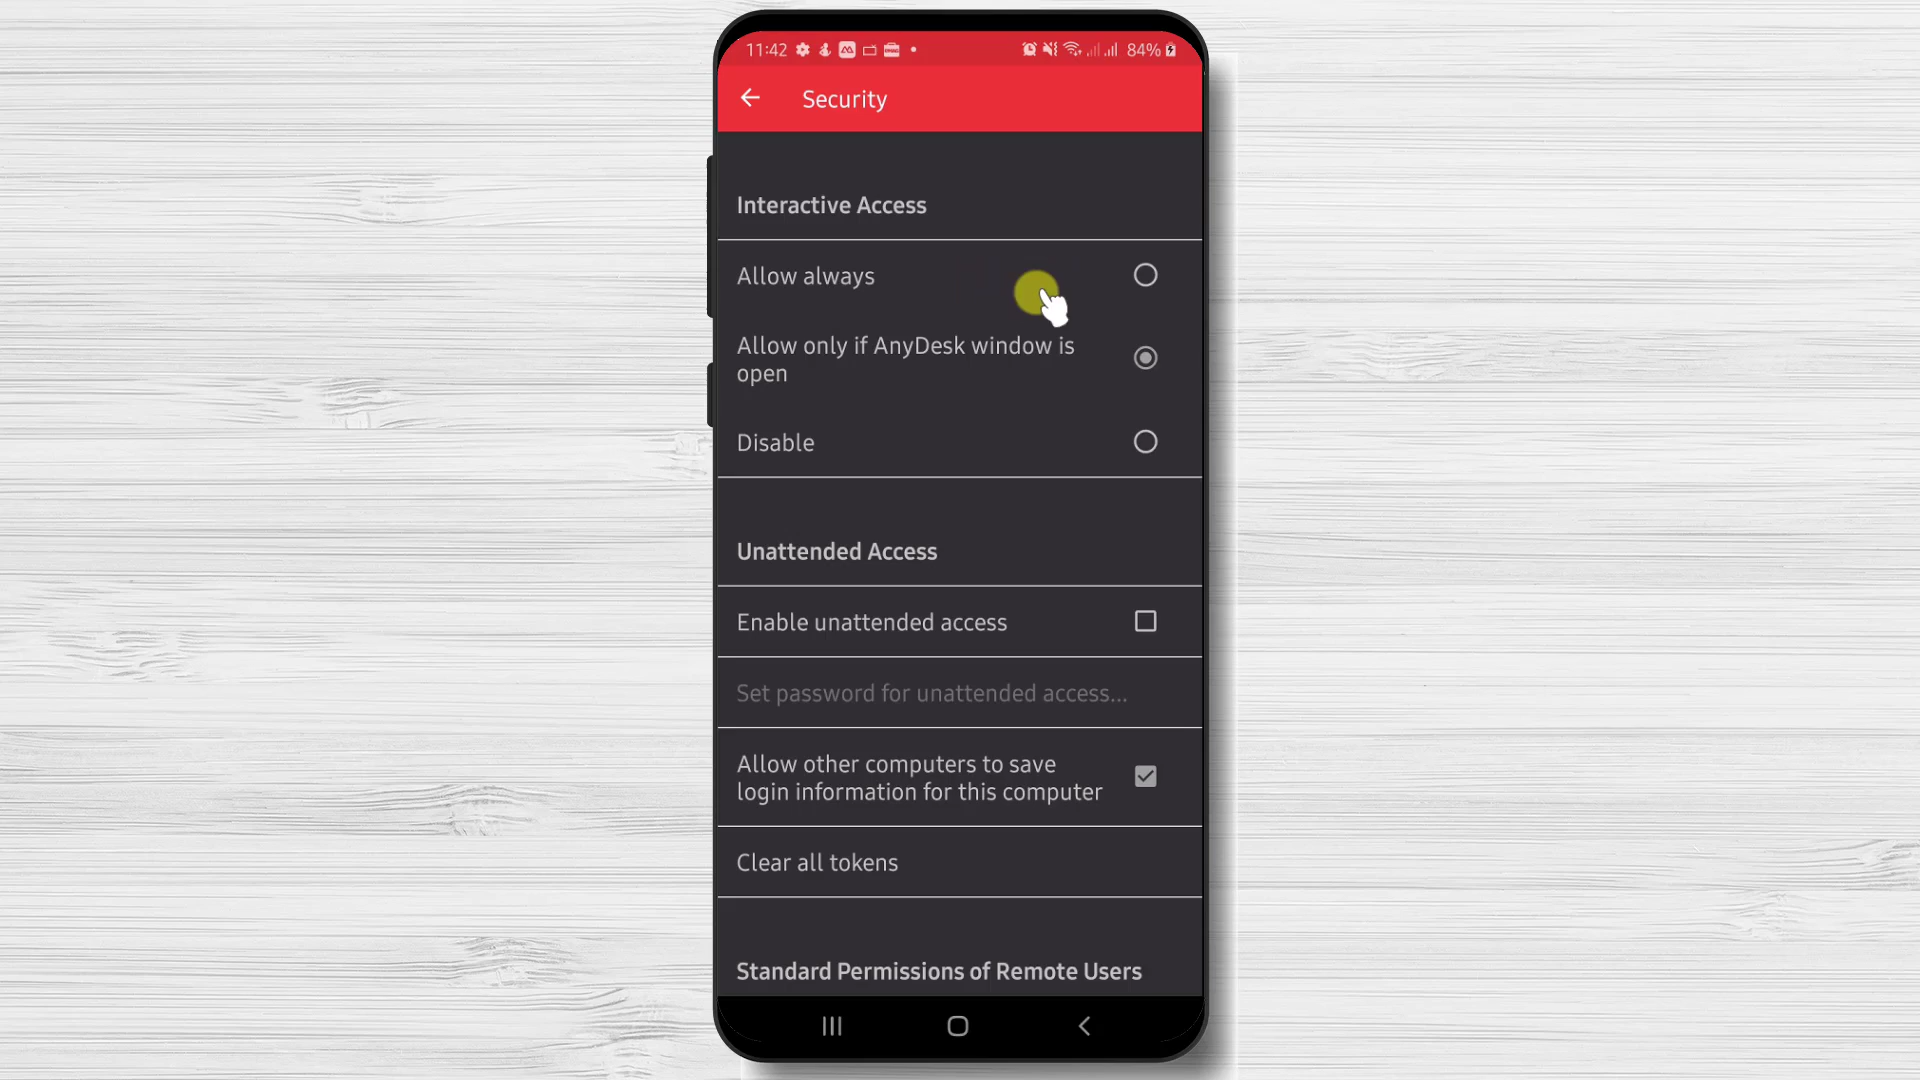 11:42
84%
Security
Interactive Access
Allow always
Allow only if AnyDesk window is
open
Disable
Unattended Access
Enable unattended access
Set password for unattended access...
Allow other computers to save
login information for this computer
Clear all tokens
Standard Permissions of Remote Users